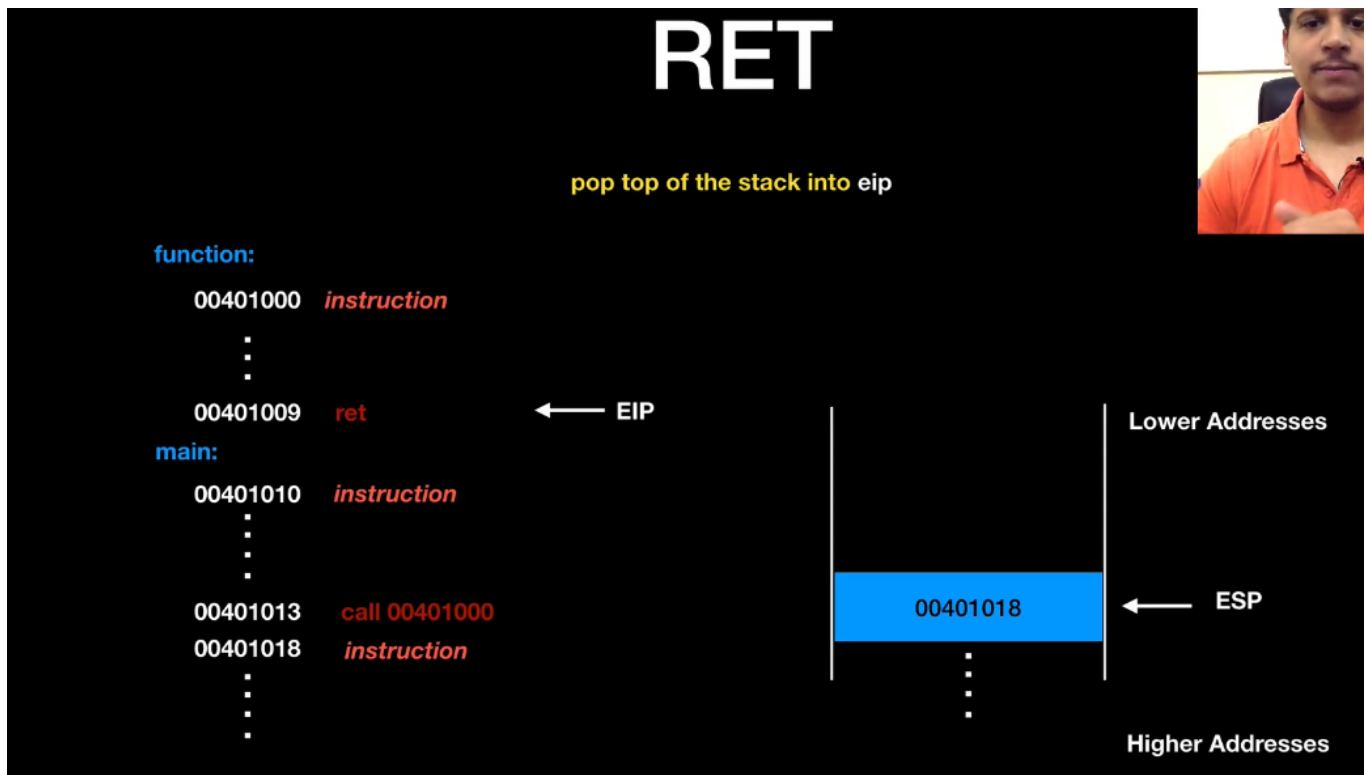 RET
pop top of the stack into eip
function:
00401000 instruction
00401009 ret
EIP
Lower Addresses
main:
00401010 instruction
00401013 call 00401000
00401018 instruction
00401018
ESP
Higher Addresses